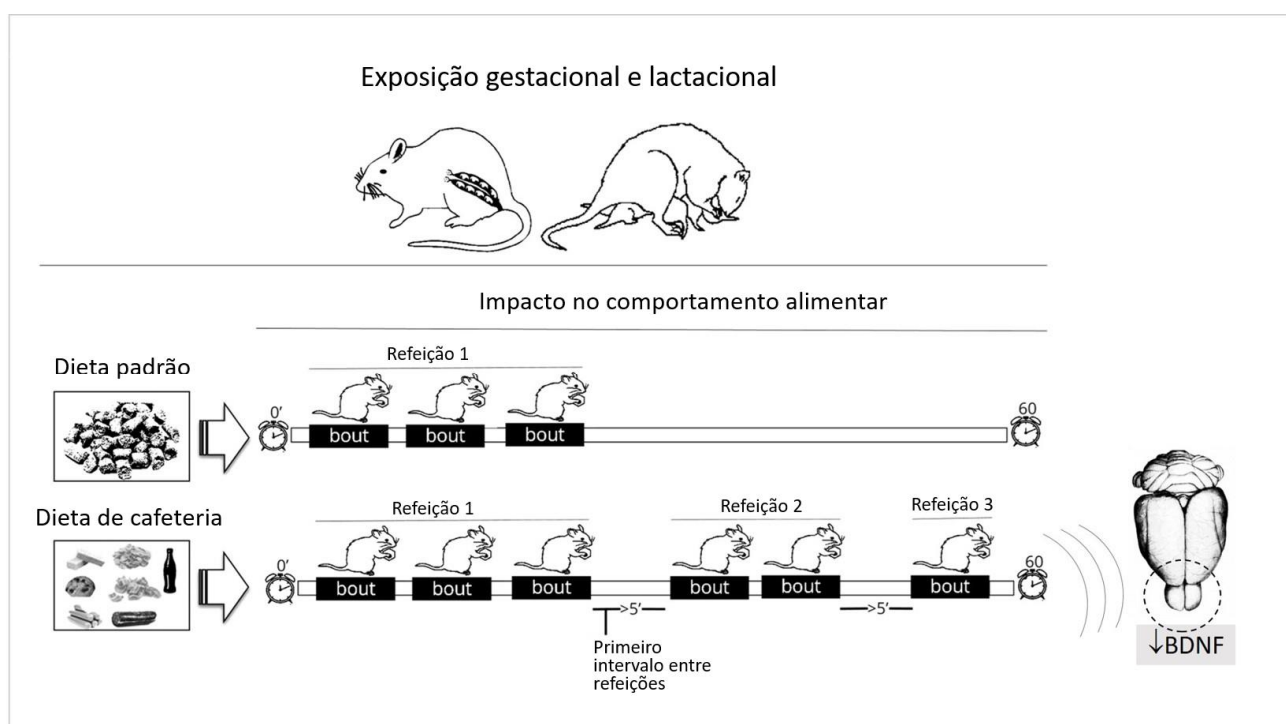 Exposição gestacional e lactacional
Impacto no comportamento alimentar
Dieta padrão
Refeição 1
0'
bout
bout
bout
60
Dieta de cafeteria
Refeição 1
Refeição 2
Refeição 3
0'
bout
bout
bout
bout
bout
bout
60
>5'
>5'
Primeiro
intervalo entre
refeições
↓BDNF